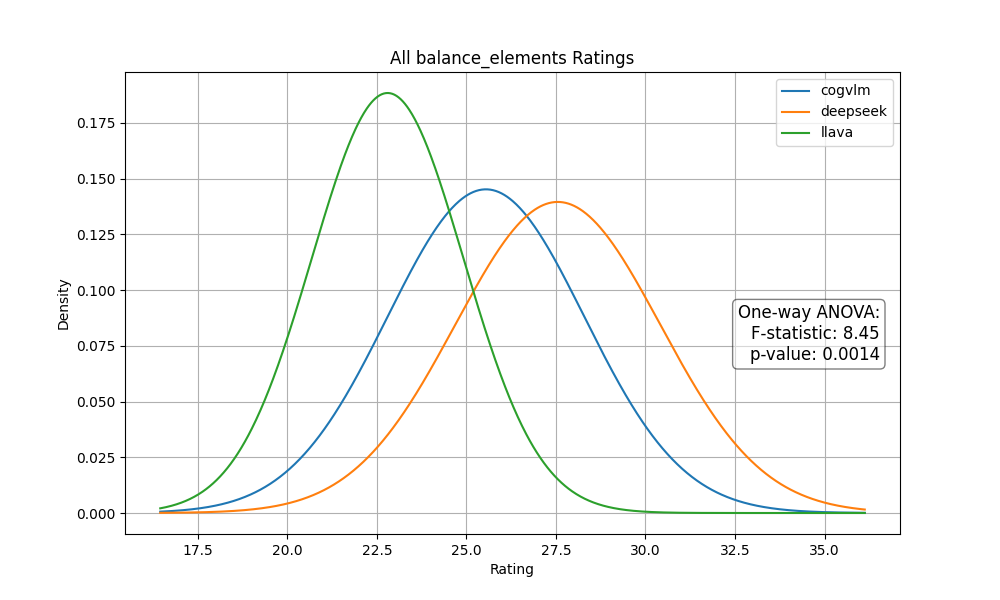 All balance_elements Ratings
cogvlm
deepseek
llava
0.175
0.150
0.125
0.100
0.075
0.050
0.025
0.000
Density
One-way ANOVA:
F-statistic: 8.45
p-value: 0.0014
17.5 20.0 22.5 25.0 27.5 30.0 32.5 35.0
Rating